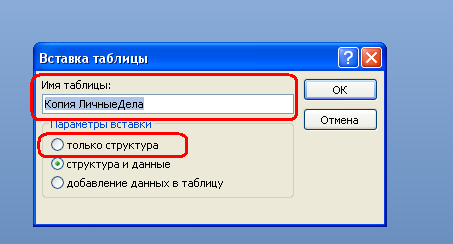 Вставка таблицы
Имя таблицы:
Копия ЛичныеДела
OK
Отмена
Параметры вставки
только структура
структура и данные
добавление данных в таблицу